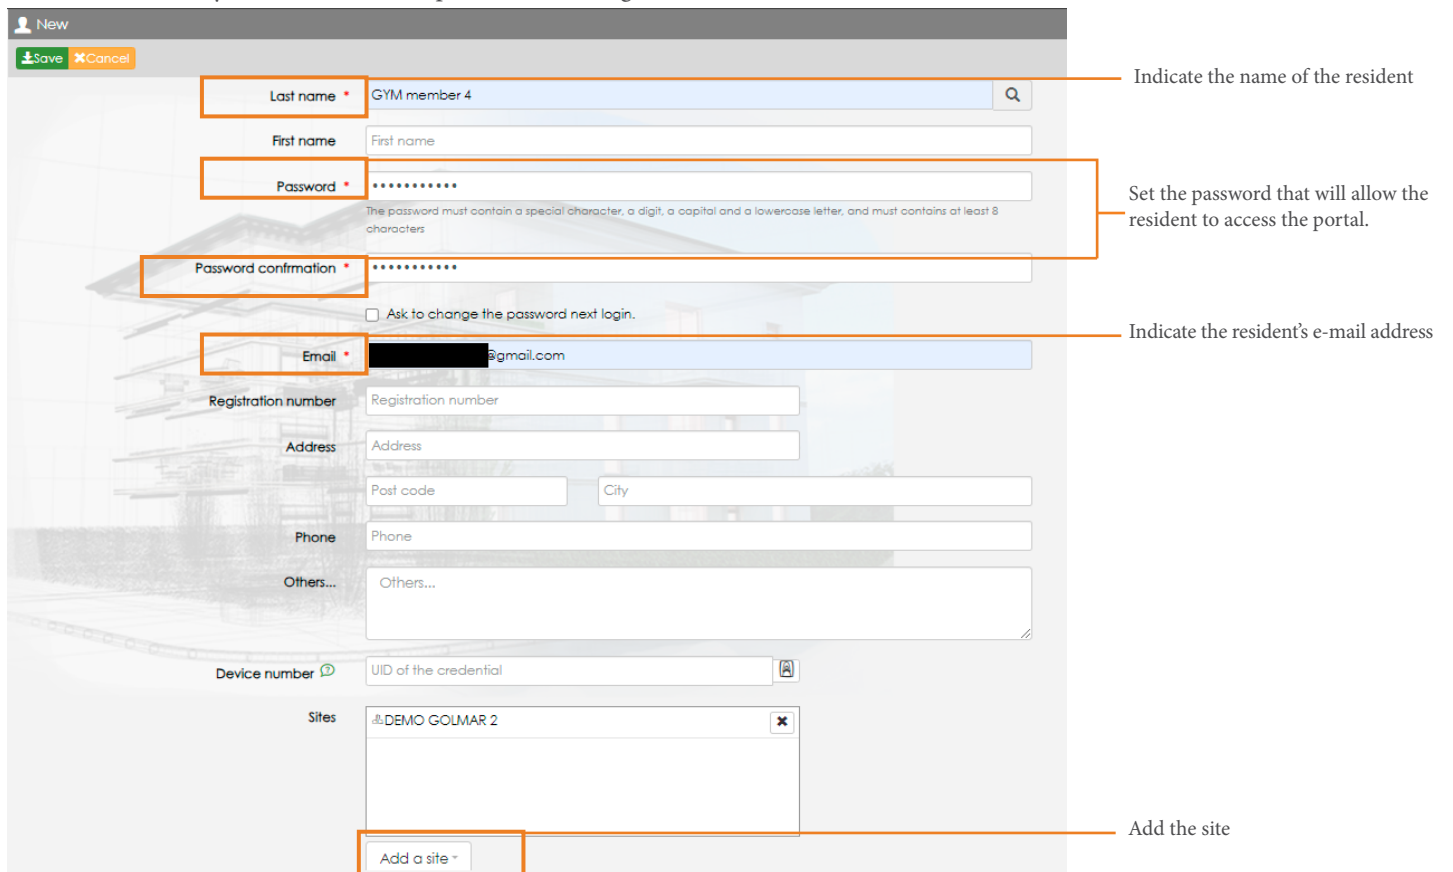 New
Save Cancel
Last name * GYM member 4
Indicate the name of the resident
First name First name
Password * •••••••••••
The password must contain a special character, a digit, a capital and a lowercase letter, and must contains at least 8
characters
Set the password that will allow the
resident to access the portal.
Password confirmation * •••••••••••
Ask to change the password next login.
Email * @gmail.com
Indicate the resident's e-mail address
Registration number Registration number
Address Address
Post code City
Phone Phone
Others... Others...
Device number UID of the credential
Sites DEMO GOLMAR 2
Add a site
Add the site